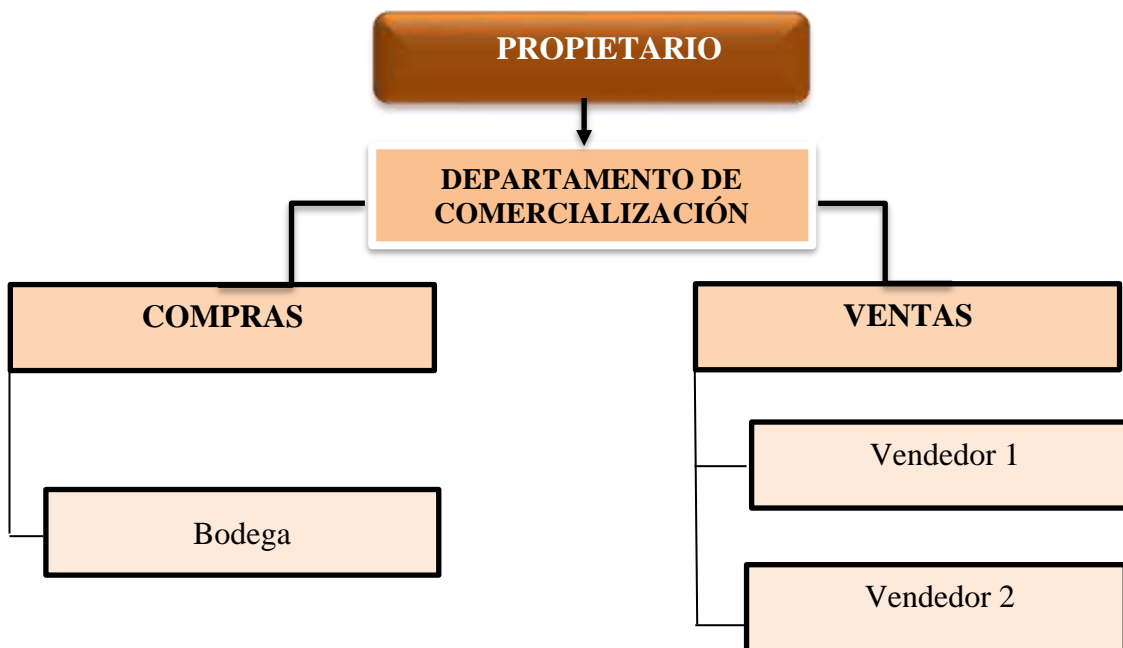 PROPIETARIO
DEPARTAMENTO DE
COMERCIALIZACIÓN
COMPRAS
VENTAS
Vendedor 1
Bodega
Vendedor 2